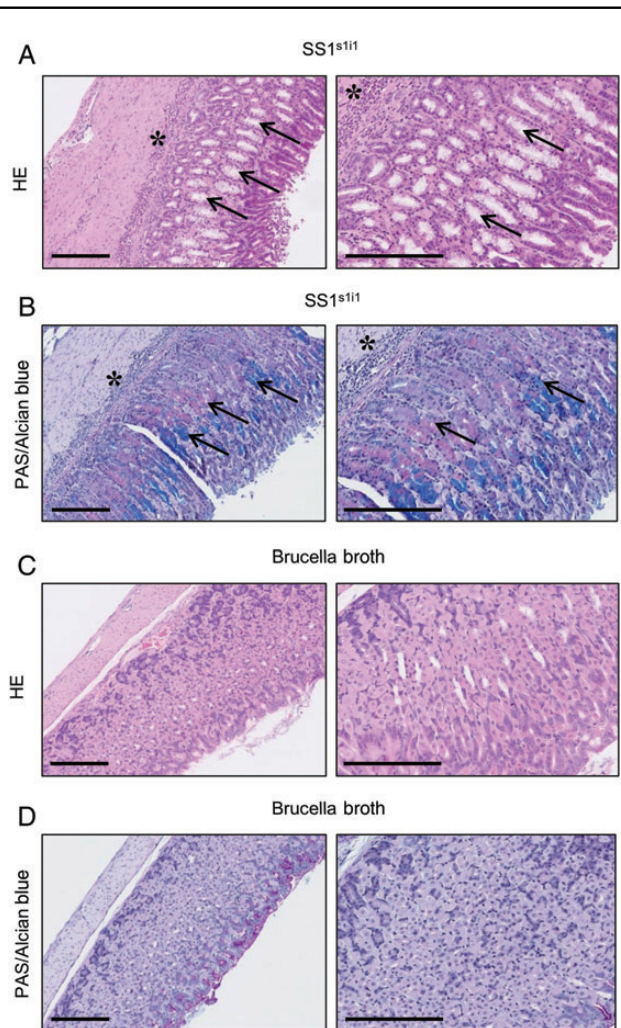 SS1ˢ¹ⁱ¹
A
HE
*
*
SS1ˢ¹ⁱ¹
B
PAS/Alcian blue
*
*
Brucella broth
C
HE
Brucella broth
D
PAS/Alcian blue